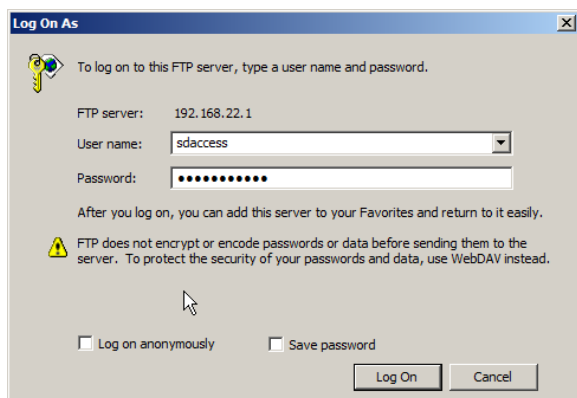 Log On As
To log on to this FTP server, type a user name and password.
FTP server: 192.168.22.1
User name: sdaccess
Password: •••••••••••
After you log on, you can add this server to your Favorites and return to it easily.
FTP does not encrypt or encode passwords or data before sending them to the
server. To protect the security of your passwords and data, use WebDAV instead.
Log on anonymously Save password
Log On Cancel